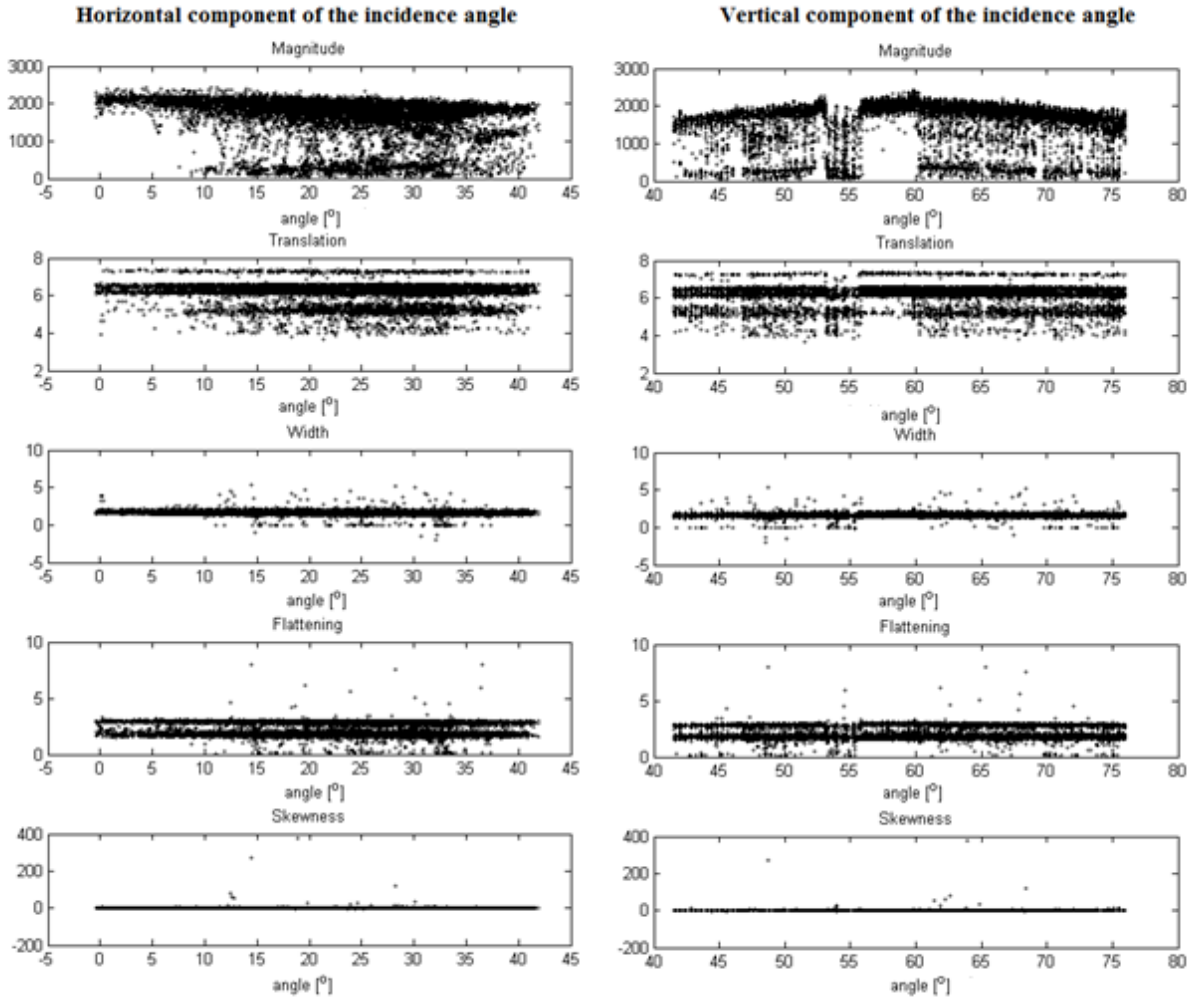 Horizontal component of the incidence angle
Magnitude
3000
2000
1000
0
-5 0 5 10 15 20 25 30 35 40 45
angle [o]
Translation
8
6
4
2
-5 0 5 10 15 20 25 30 35 40 45
angle [o]
Width
10
5
0
-5
-5 0 5 10 15 20 25 30 35 40 45
angle [o]
Flattening
10
5
0
-5 0 5 10 15 20 25 30 35 40 45
angle [o]
Skewness
400
200
0
-200
-5 0 5 10 15 20 25 30 35 40 45
angle [o]
Vertical component of the incidence angle
Magnitude
3000
2000
1000
0
40 45 50 55 60 65 70 75 80
angle [o]
Translation
8
6
4
2
40 45 50 55 60 65 70 75 80
angle [o]
Width
10
5
0
-5
40 45 50 55 60 65 70 75 80
angle [o]
Flattening
10
5
0
40 45 50 55 60 65 70 75 80
angle [o]
Skewness
400
200
0
-200
40 45 50 55 60 65 70 75 80
angle [o]